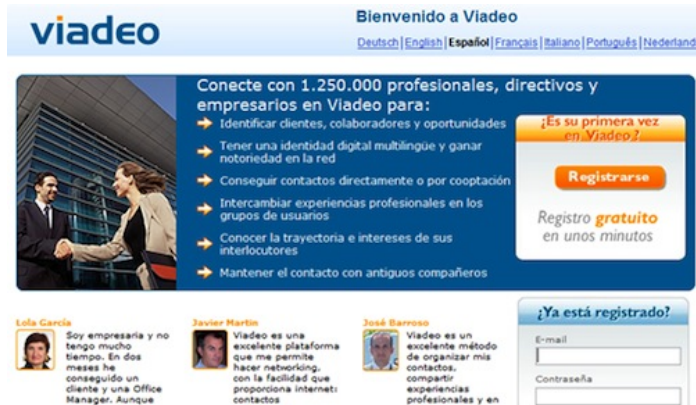 viadeo
Bienvenido a Viadeo
Deutsch|English|Español|Français|Italiano|Português|Nederland
Conecte con 1.250.000 profesionales, directivos y
empresarios en Viadeo para:
Identificar clientes, colaboradores y oportunidades
Tener una identidad digital multilingüe y ganar
notoriedad en la red
Conseguir contactos directamente o por cooptación
Intercambiar experiencias profesionales en los
grupos de usuarios
Conocer la trayectoria e intereses de sus
interlocutores
Mantener el contacto con antiguos compañeros
¿Es su primera vez
en Viadeo?
Registrarse
Registro gratuito
en unos minutos
Lola García
Soy empresaria y no
tengo mucho
tiempo. En dos
meses he
conseguido un
cliente y una Office
Manager. Aunque
Javier Martin
Viadeo es una
excelente plataforma
que me permite
hacer networking,
con la facilidad que
proporciona internet:
contactos
José Barroso
Viadeo es un
excelente método
de organizar mis
contactos,
compartir
experiencias
profesionales y en
¿Ya está registrado?
E-mail
Contraseña